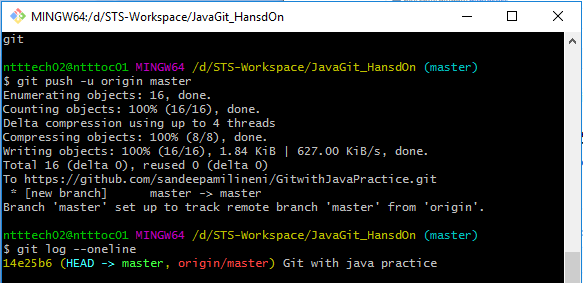 MINGW64:/d/STS-Workspace/JavaGit_HansdOn
git
ntttech02@ntttoc01 MINGW64 /d/STS-Workspace/JavaGit_HandsOn (master)
$ git push -u origin master
Enumerating objects: 16, done.
Counting objects: 100% (16/16), done.
Delta compression using up to 4 threads
Compressing objects: 100% (8/8), done.
Writing objects: 100% (16/16), 1.84 KiB | 627.00 KiB/s, done.
Total 16 (delta 0), reused 0 (delta 0)
To https://github.com/sandeepamilineni/GitwithJavaPractice.git
* [new branch]      master -> master
Branch 'master' set up to track remote branch 'master' from 'origin'.
ntttech02@ntttoc01 MINGW64 /d/STS-Workspace/JavaGit_HansdOn (master)
$ git log --oneline
14e25b6 (HEAD -> master, origin/master) Git with java practice